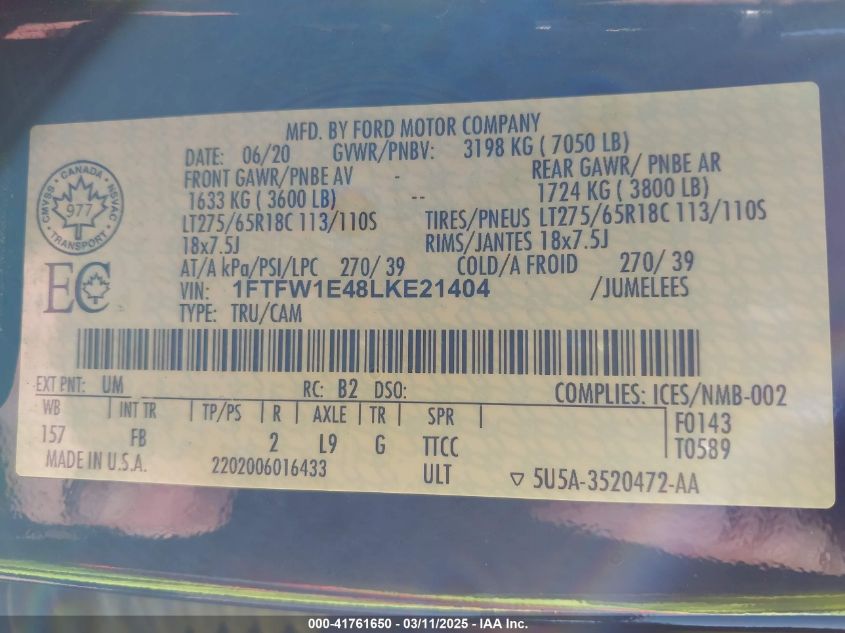 MFD. BY FORD MOTOR COMPANY
DATE: 06/20 GVWR/PNBV: 3198 KG ( 7050 LB)
FRONT GAWR/PNBE AV - REAR GAWR/ PNBE AR
1633 KG ( 3600 LB) -- 1724 KG ( 3800 LB)
LT275/65R18C 113/110S TIRES/PNEUS LT275/65R18C 113/110S
18x7.5J RIMS/JANTES 18x7.5J
AT/A kPa/PSI/LPC 270/ 39 COLD/A FROID 270/ 39
VIN: 1FTFW1E48LKE21404 /JUMELEES
TYPE: TRU/CAM
CMVSS • CANADA • NSVAC
977
• TRANSPORT •
EC
EXT PNT: UM RC: B2 DSO: COMPLIES: ICES/NMB-002
WB | INT TR | TP/PS | R | AXLE | TR | SPR | F0143
157 FB 2 L9 G TTCC T0589
MADE IN U.S.A. 2202006016433 ULT ▽ 5U5A-3520472-AA
000-41761650 - 03/11/2025 - IAA Inc.